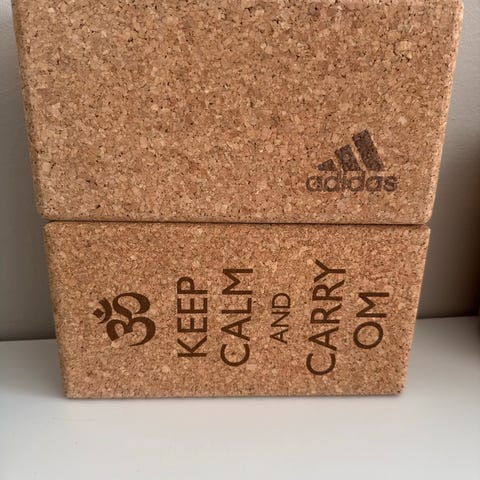 adidas
ॐ
KEEP
CALM
AND
CARRY
OM